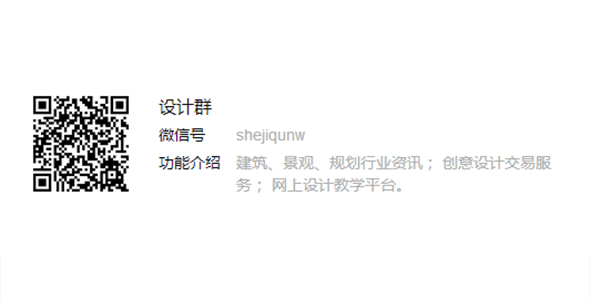 设计群
微信号 shejiqunw
功能介绍 建筑、景观、规划行业资讯； 创意设计交易服
务； 网上设计教学平台。